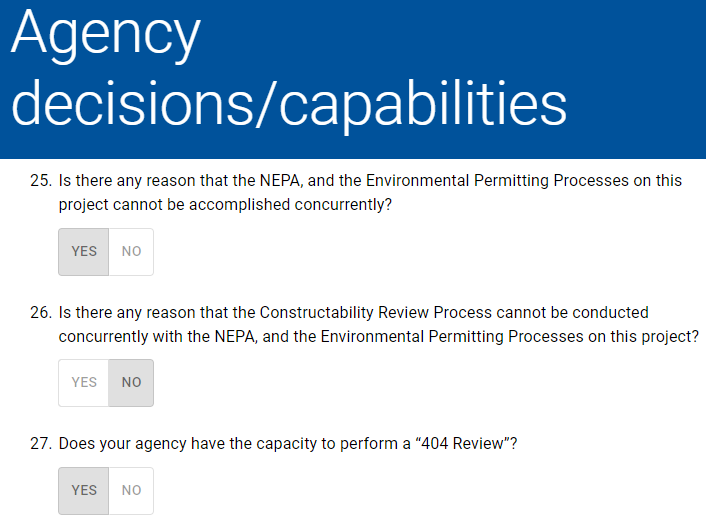 Agency
decisions/capabilities
25. Is there any reason that the NEPA, and the Environmental Permitting Processes on this
project cannot be accomplished concurrently?
YES NO
26. Is there any reason that the Constructability Review Process cannot be conducted
concurrently with the NEPA, and the Environmental Permitting Processes on this project?
YES NO
27. Does your agency have the capacity to perform a “404 Review”?
YES NO